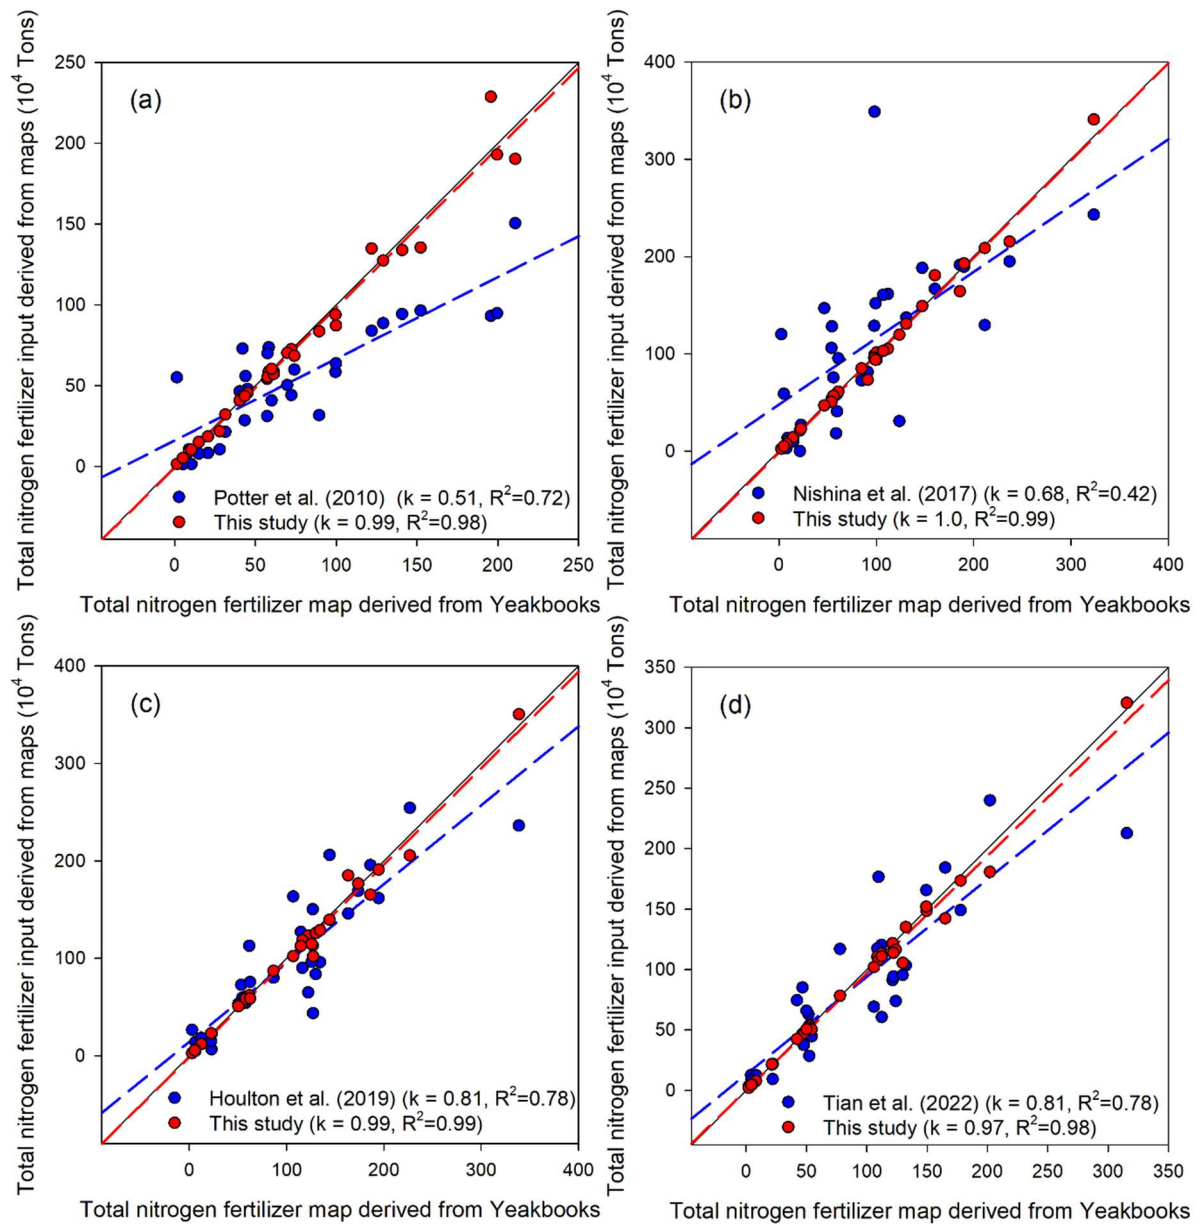 Total nitrogen fertilizer input derived from maps (10⁴ Tons)
250
200
150
100
50
0
(a)
Potter et al. (2010) (k = 0.51, R²=0.72)
This study (k = 0.99, R²=0.98)
0 50 100 150 200 250
Total nitrogen fertilizer map derived from Yeakbooks
Total nitrogen fertilizer input derived from maps (10⁴ Tons)
400
300
200
100
0
(b)
Nishina et al. (2017) (k = 0.68, R²=0.42)
This study (k = 1.0, R²=0.99)
0 100 200 300 400
Total nitrogen fertilizer map derived from Yeakbooks
Total nitrogen fertilizer input derived from maps (10⁴ Tons)
400
300
200
100
0
(c)
Houlton et al. (2019) (k = 0.81, R²=0.78)
This study (k = 0.99, R²=0.99)
0 100 200 300 400
Total nitrogen fertilizer map derived from Yeakbooks
Total nitrogen fertilizer input derived from maps (10⁴ Tons)
350
300
250
200
150
100
50
0
(d)
Tian et al. (2022) (k = 0.81, R²=0.78)
This study (k = 0.97, R²=0.98)
0 50 100 150 200 250 300 350
Total nitrogen fertilizer map derived from Yeakbooks